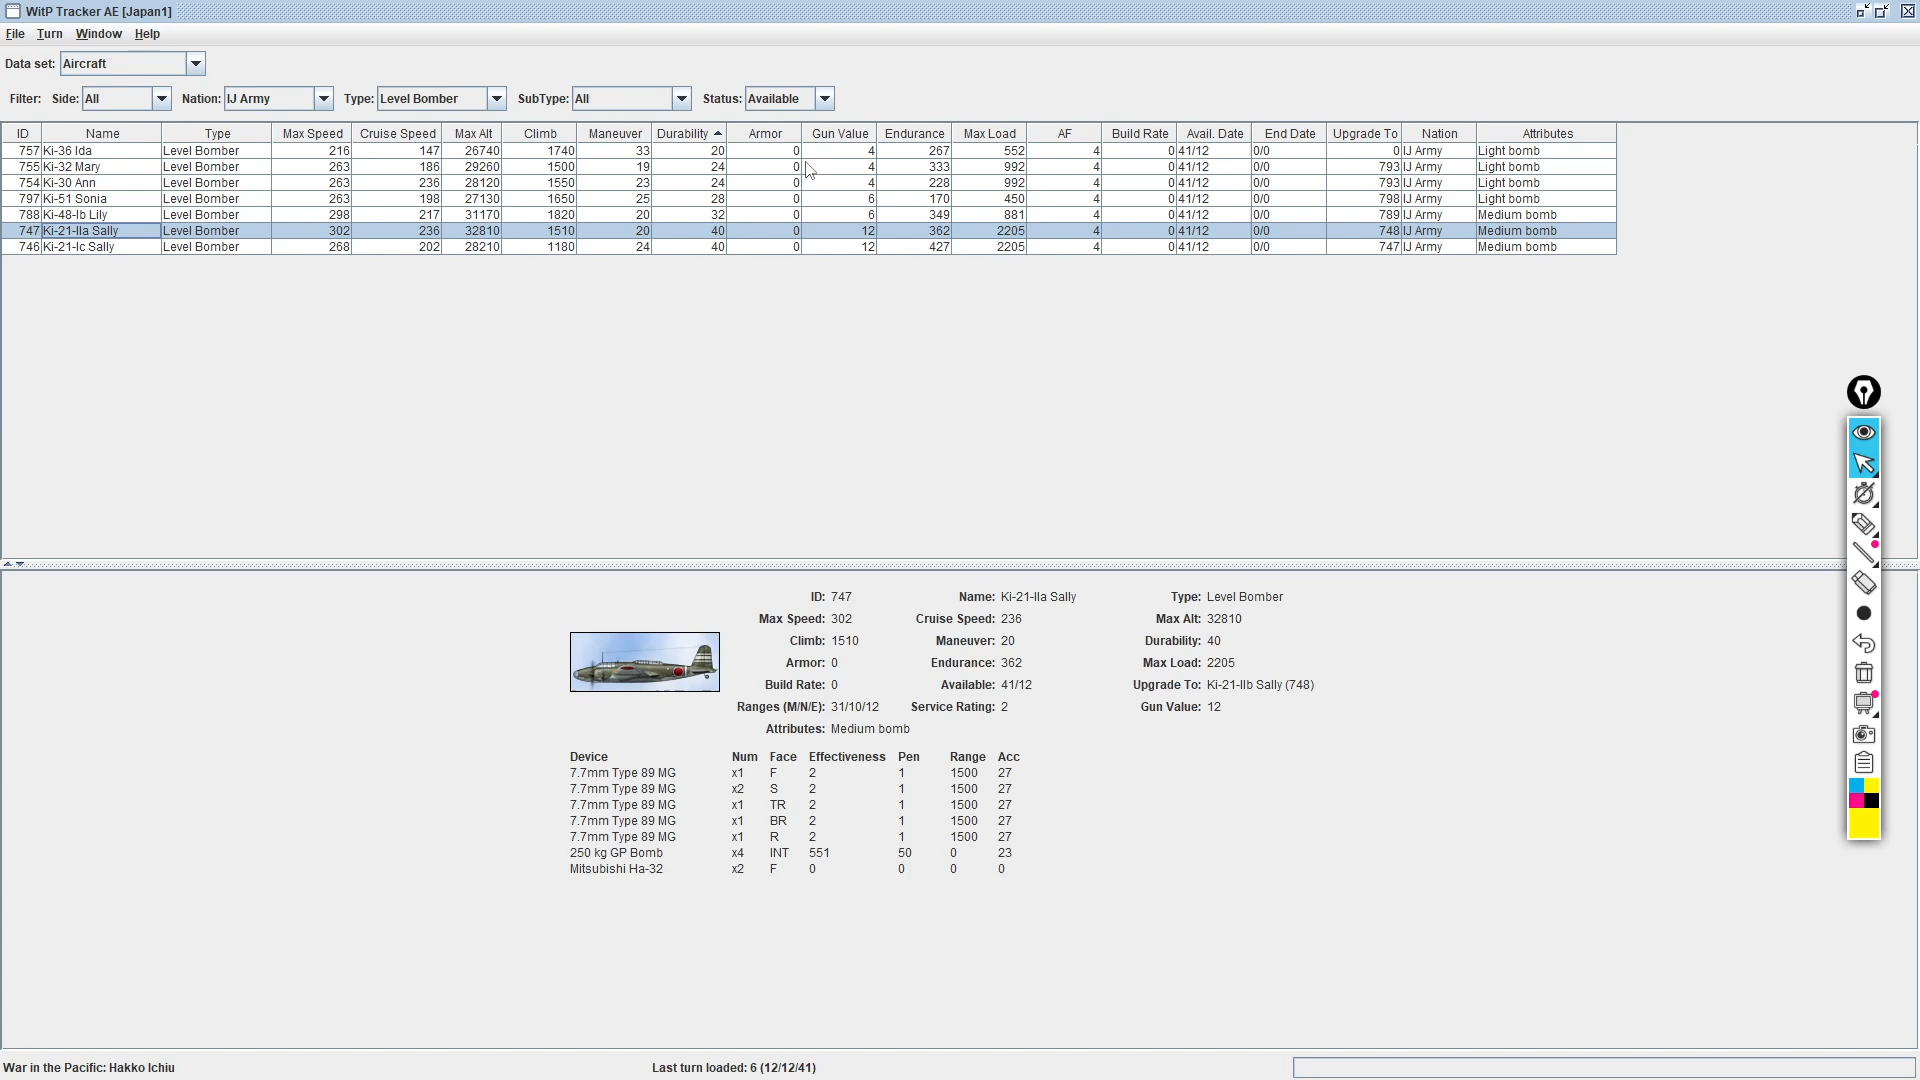 WitP Tracker AE [Japan1]
File Turn Window Help
Data set: Aircraft
Filter: Side: All Nation: IJ Army Type: Level Bomber SubType: All Status: Available
ID Name Type Max Speed Cruise Speed Max Alt Climb Maneuver Durability Armor Gun Value Endurance Max Load AF Build Rate Avail. Date End Date Upgrade To Nation Attributes
757 Ki-36 Ida Level Bomber 216 147 26740 1740 33 20 0 4 267 552 4 0 41/12 0/0 0 IJ Army Light bomb
755 Ki-32 Mary Level Bomber 263 186 29260 1500 19 24 0 4 333 992 4 0 41/12 0/0 793 IJ Army Light bomb
754 Ki-30 Ann Level Bomber 263 236 28120 1550 23 24 0 4 228 992 4 0 41/12 0/0 793 IJ Army Light bomb
797 Ki-51 Sonia Level Bomber 263 198 27130 1650 25 28 0 6 170 450 4 0 41/12 0/0 798 IJ Army Light bomb
788 Ki-48-Ib Lily Level Bomber 298 217 31170 1820 20 32 0 6 349 881 4 0 41/12 0/0 789 IJ Army Medium bomb
747 Ki-21-IIa Sally Level Bomber 302 236 32810 1510 20 40 0 12 362 2205 4 0 41/12 0/0 748 IJ Army Medium bomb
746 Ki-21-Ic Sally Level Bomber 268 202 28210 1180 24 40 0 12 427 2205 4 0 41/12 0/0 747 IJ Army Medium bomb
ID: 747 Name: Ki-21-IIa Sally Type: Level Bomber
Max Speed: 302 Cruise Speed: 236 Max Alt: 32810
Climb: 1510 Maneuver: 20 Durability: 40
Armor: 0 Endurance: 362 Max Load: 2205
Build Rate: 0 Available: 41/12 Upgrade To: Ki-21-IIb Sally (748)
Ranges (M/N/E): 31/10/12 Service Rating: 2 Gun Value: 12
Attributes: Medium bomb
Device Num Face Effectiveness Pen Range Acc
7.7mm Type 89 MG x1 F 2 1 1500 27
7.7mm Type 89 MG x2 S 2 1 1500 27
7.7mm Type 89 MG x1 TR 2 1 1500 27
7.7mm Type 89 MG x1 BR 2 1 1500 27
7.7mm Type 89 MG x1 R 2 1 1500 27
250 kg GP Bomb x4 INT 551 50 0 23
Mitsubishi Ha-32 x2 F 0 0 0 0
War in the Pacific: Hakko Ichiu Last turn loaded: 6 (12/12/41)